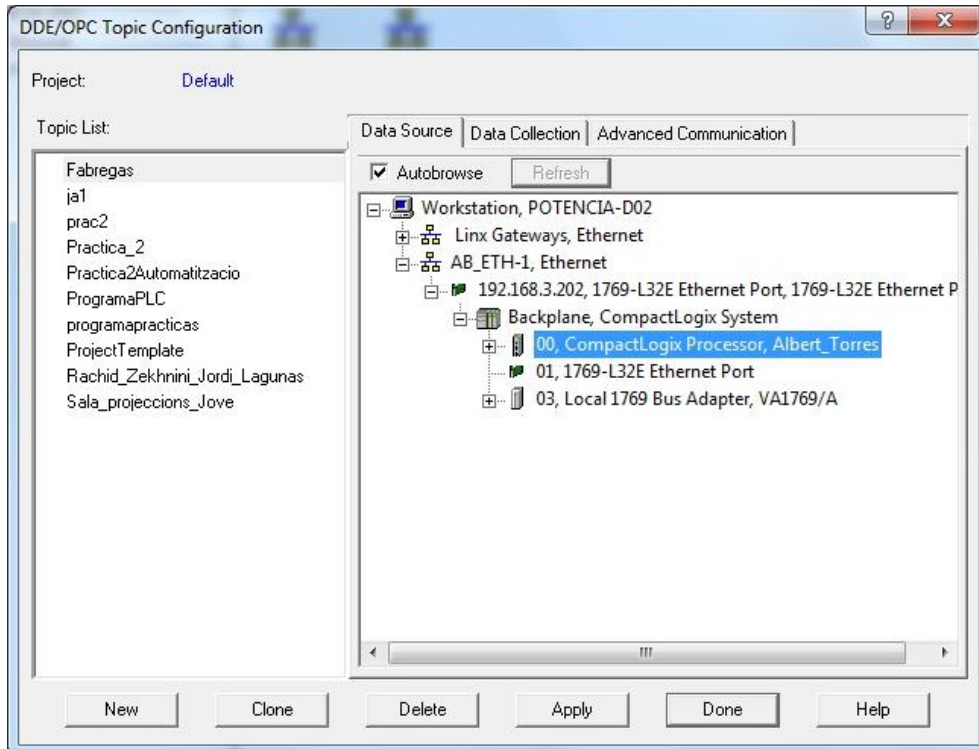 DDE/OPC Topic Configuration
Project: Default
Topic List:
Fabregas
ja1
prac2
Practica_2
Practica2Automatitzacio
ProgramaPLC
programapracticas
ProjectTemplate
Rachid_Zekhnini_Jordi_Lagunas
Sala_projeccions_Jove
Data Source Data Collection Advanced Communication
Autobrowse Refresh
Workstation, POTENCIA-D02
Linx Gateways, Ethernet
AB_ETH-1, Ethernet
192.168.3.202, 1769-L32E Ethernet Port, 1769-L32E Ethernet P
Backplane, CompactLogix System
00, CompactLogix Processor, Albert_Torres
01, 1769-L32E Ethernet Port
03, Local 1769 Bus Adapter, VA1769/A
New Clone Delete Apply Done Help